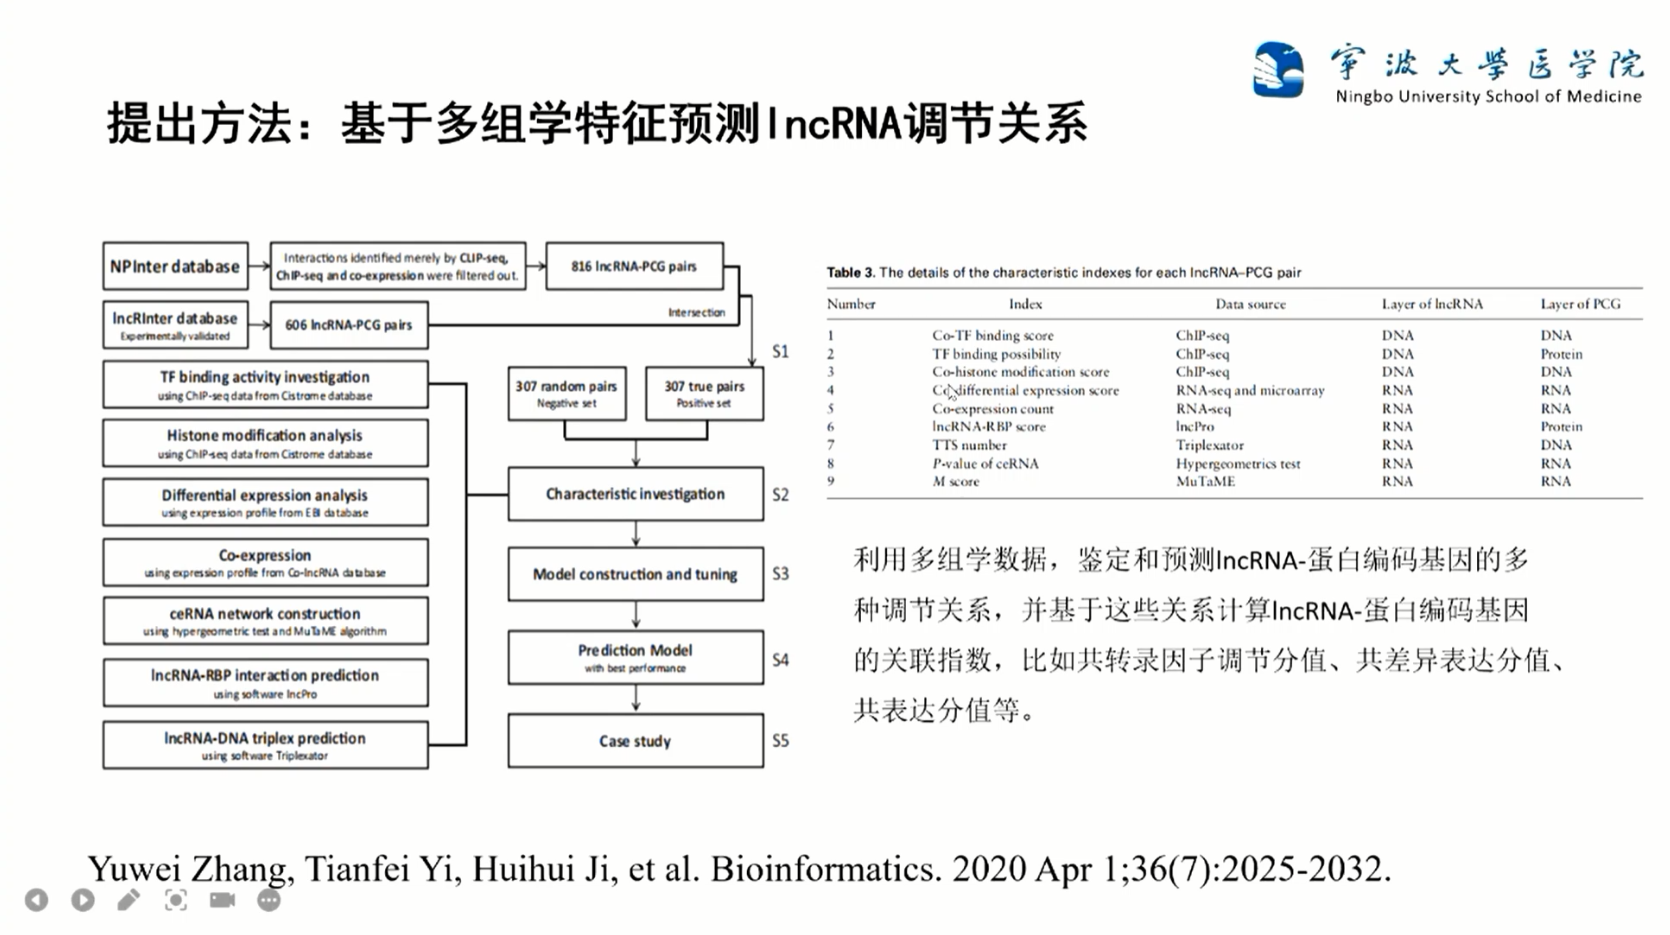 寧波大學医学院
Ningbo University School of Medicine
提出方法：基于多组学特征预测lncRNA调节关系
NPInter database
Interactions identified merely by CLIP-seq,
ChIP-seq and co-expression were filtered out.
816 lncRNA-PCG pairs
lncRInter database
Experimentally validated
606 lncRNA-PCG pairs
Intersection
S1
TF binding activity investigation
using ChIP-seq data from Cistrome database
307 random pairs
Negative set
307 true pairs
Positive set
Histone modification analysis
using ChIP-seq data from Cistrome database
Differential expression analysis
using expression profile from EBI database
Characteristic investigation
S2
Co-expression
using expression profile from Co-lncRNA database
Model construction and tuning
S3
ceRNA network construction
using hypergeometric test and MuTaME algorithm
Prediction Model
with best performance
S4
lncRNA-RBP interaction prediction
using software lncPro
lncRNA-DNA triplex prediction
using software Triplexator
Case study
S5
Table 3. The details of the characteristic indexes for each lncRNA–PCG pair
Number Index Data source Layer of lncRNA Layer of PCG
1 Co-TF binding score ChIP-seq DNA DNA
2 TF binding possibility ChIP-seq DNA Protein
3 Co-histone modification score ChIP-seq DNA DNA
4 Co-differential expression score RNA-seq and microarray RNA RNA
5 Co-expression count RNA-seq RNA RNA
6 lncRNA-RBP score lncPro RNA Protein
7 TTS number Triplexator RNA DNA
8 P-value of ceRNA Hypergeometrics test RNA RNA
9 M score MuTaME RNA RNA
利用多组学数据，鉴定和预测lncRNA-蛋白编码基因的多
种调节关系，并基于这些关系计算lncRNA-蛋白编码基因
的关联指数，比如共转录因子调节分值、共差异表达分值、
共表达分值等。
Yuwei Zhang, Tianfei Yi, Huihui Ji, et al. Bioinformatics. 2020 Apr 1;36(7):2025-2032.